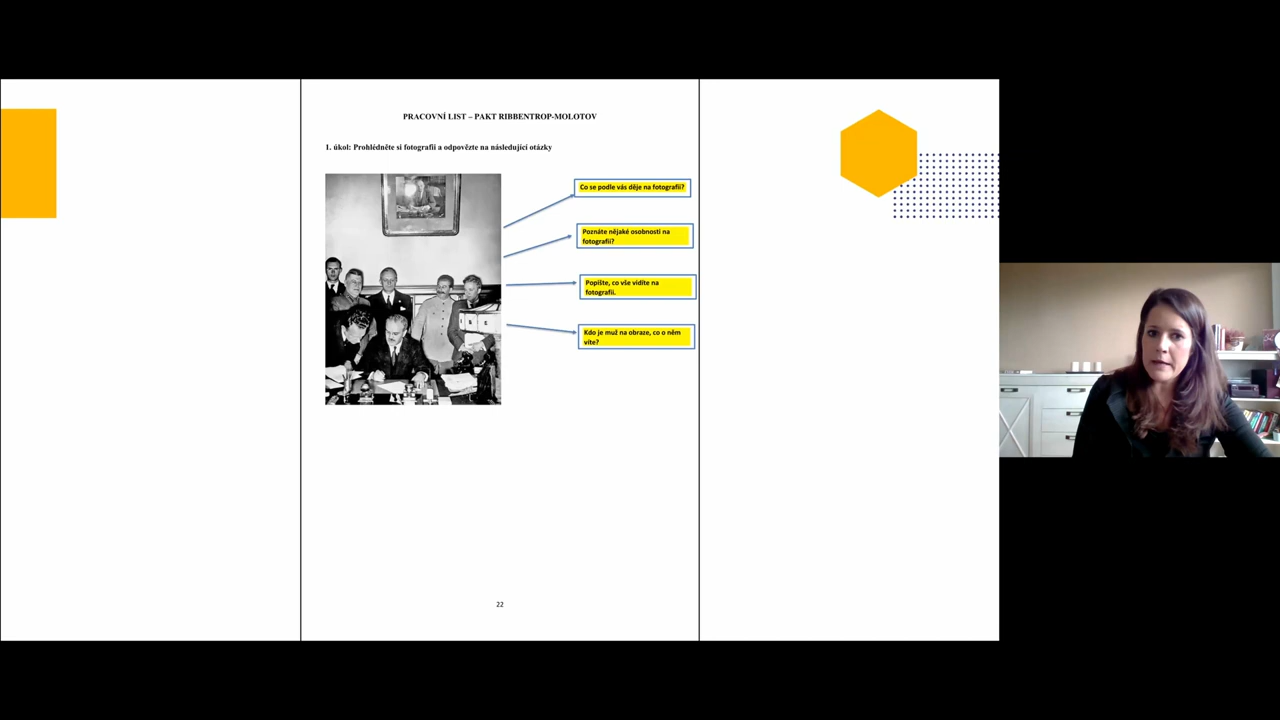 PRACOVNÍ LIST – PAKT RIBBENTROP-MOLOTOV
1. úkol: Prohlédněte si fotografii a odpovězte na následující otázky
Co se podle vás děje na fotografii?
Poznáte nějaké osobnosti na
fotografii?
Popište, co vše vidíte na
fotografii.
Kdo je muž na obraze, co o něm
víte?
22